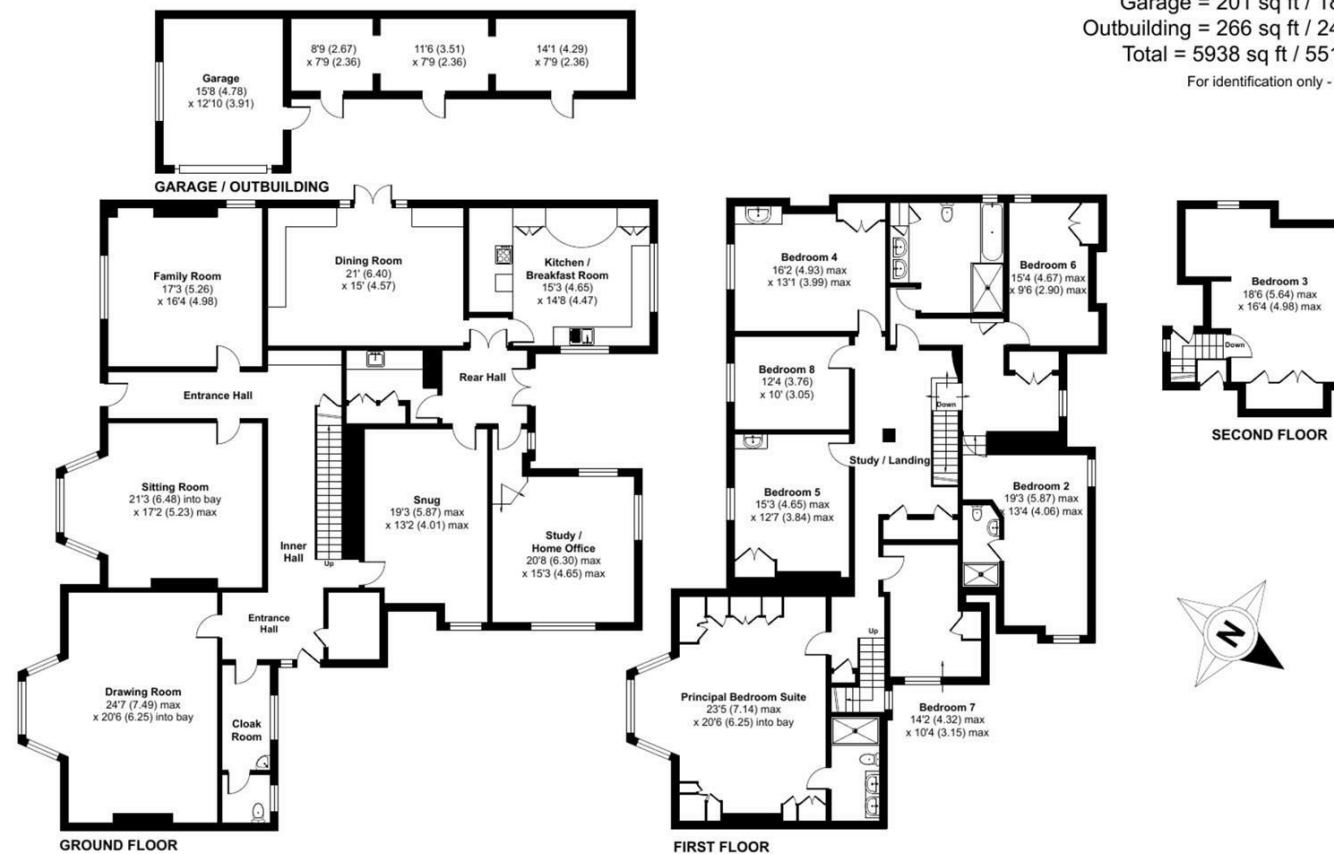 Garage = 201 sq ft / 18
Outbuilding = 266 sq ft / 24
Total = 5938 sq ft / 551
For identification only -
Garage
15'8 (4.78)
x 12'10 (3.91)
8'9 (2.67)
x 7'9 (2.36)
11'6 (3.51)
x 7'9 (2.36)
14'1 (4.29)
x 7'9 (2.36)
GARAGE / OUTBUILDING
Family Room
17'3 (5.26)
x 16'4 (4.98)
Dining Room
21' (6.40)
x 15' (4.57)
Kitchen /
Breakfast Room
15'3 (4.65)
x 14'8 (4.47)
Entrance Hall
Rear Hall
Sitting Room
21'3 (6.48) into bay
x 17'2 (5.23) max
Inner
Hall
Up
Snug
19'3 (5.87) max
x 13'2 (4.01) max
Study /
Home Office
20'8 (6.30) max
x 15'3 (4.65) max
Entrance
Hall
Drawing Room
24'7 (7.49) max
x 20'6 (6.25) into bay
Cloak
Room
GROUND FLOOR
Bedroom 4
16'2 (4.93) max
x 13'1 (3.99) max
Bedroom 6
15'4 (4.67) max
x 9'6 (2.90) max
Bedroom 8
12'4 (3.76)
x 10' (3.05)
Down
Study / Landing
Bedroom 5
15'3 (4.65) max
x 12'7 (3.84) max
Bedroom 2
19'3 (5.87) max
x 13'4 (4.06) max
Up
Principal Bedroom Suite
23'5 (7.14) max
x 20'6 (6.25) into bay
Bedroom 7
14'2 (4.32) max
x 10'4 (3.15) max
FIRST FLOOR
Bedroom 3
18'6 (5.64) max
x 16'4 (4.98) max
Down
SECOND FLOOR
N